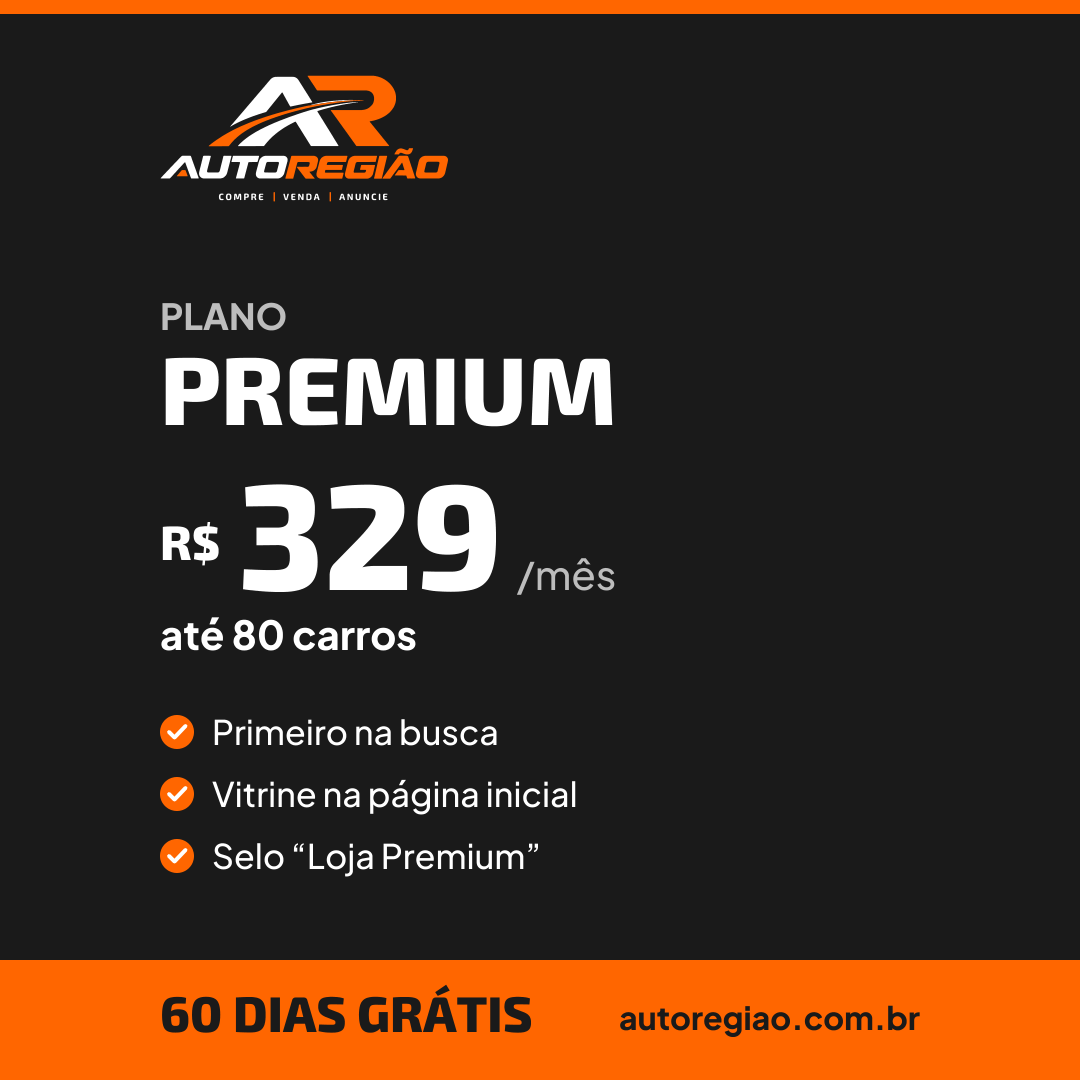 AR
AUTOREGIÃO
COMPRE | VENDA | ANUNCIE
PLANO
PREMIUM
R$ 329 /mês
até 80 carros
Primeiro na busca
Vitrine na página inicial
Selo “Loja Premium”
60 DIAS GRÁTIS
autoregiao.com.br